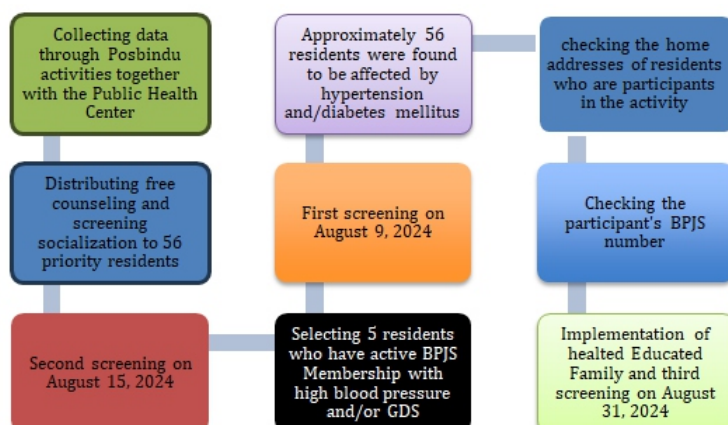 Collecting data
through Posbindu
activities together
with the Public Health
Center
Distributing free
counseling and
screening
socialization to 56
priority residents
Second screening on
August 15, 2024
Approximately 56
residents were found
to be affected by
hypertension
and/or diabetes mellitus
First screening on
August 9, 2024
Selecting 5 residents
who have active BPJS
Membership with
high blood pressure
and/or GDS
checking the home
addresses of residents
who are participants
in the activity
Checking the
participant's BPJS
number
Implementation of
healted Educated
Family and third
screening on August
31, 2024